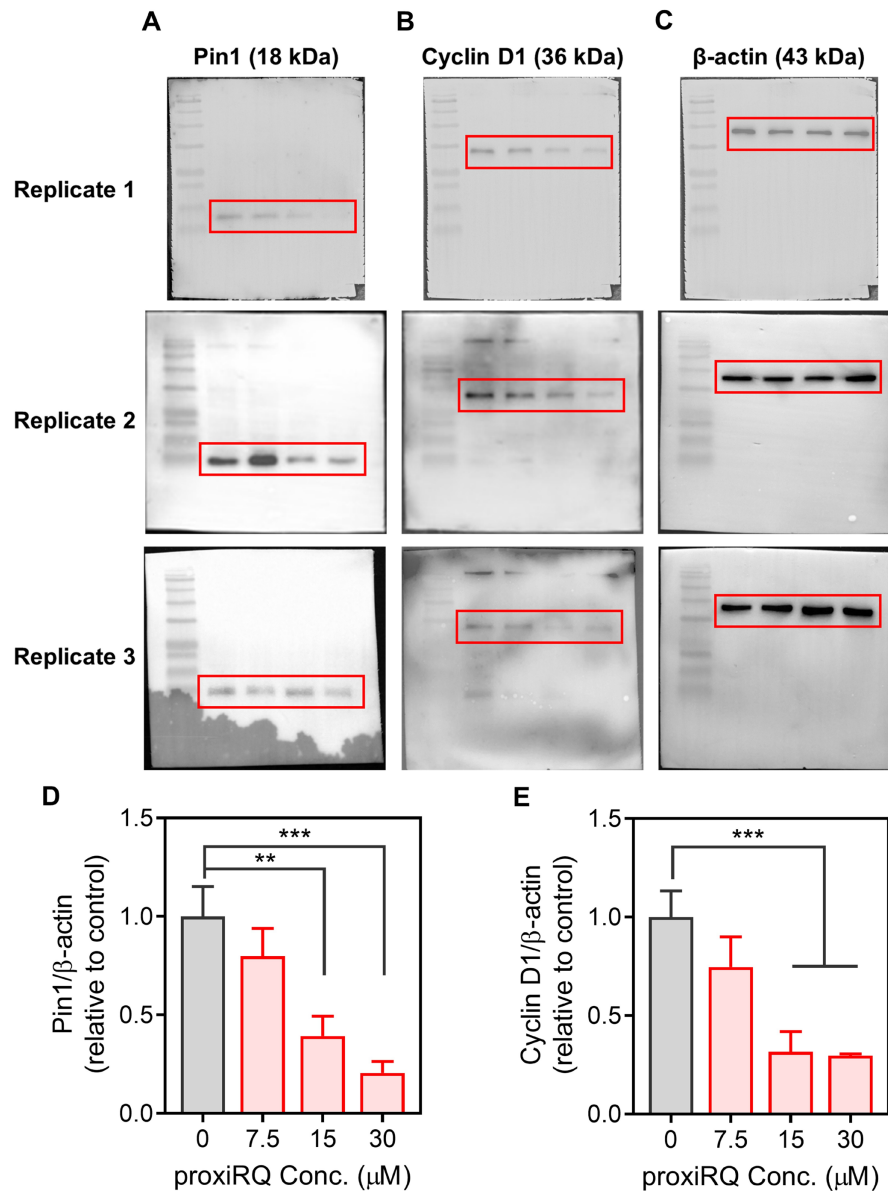 A
B
C
Pin1 (18 kDa)
Cyclin D1 (36 kDa)
β-actin (43 kDa)
Replicate 1
Replicate 2
Replicate 3
D
Pin1/β-actin
(relative to control)
1.5
1.0
0.5
0.0
***
**
0
7.5
15
30
proxiRQ Conc. (μM)
E
Cyclin D1/β-actin
(relative to control)
1.5
1.0
0.5
0.0
***
0
7.5
15
30
proxiRQ Conc. (μM)